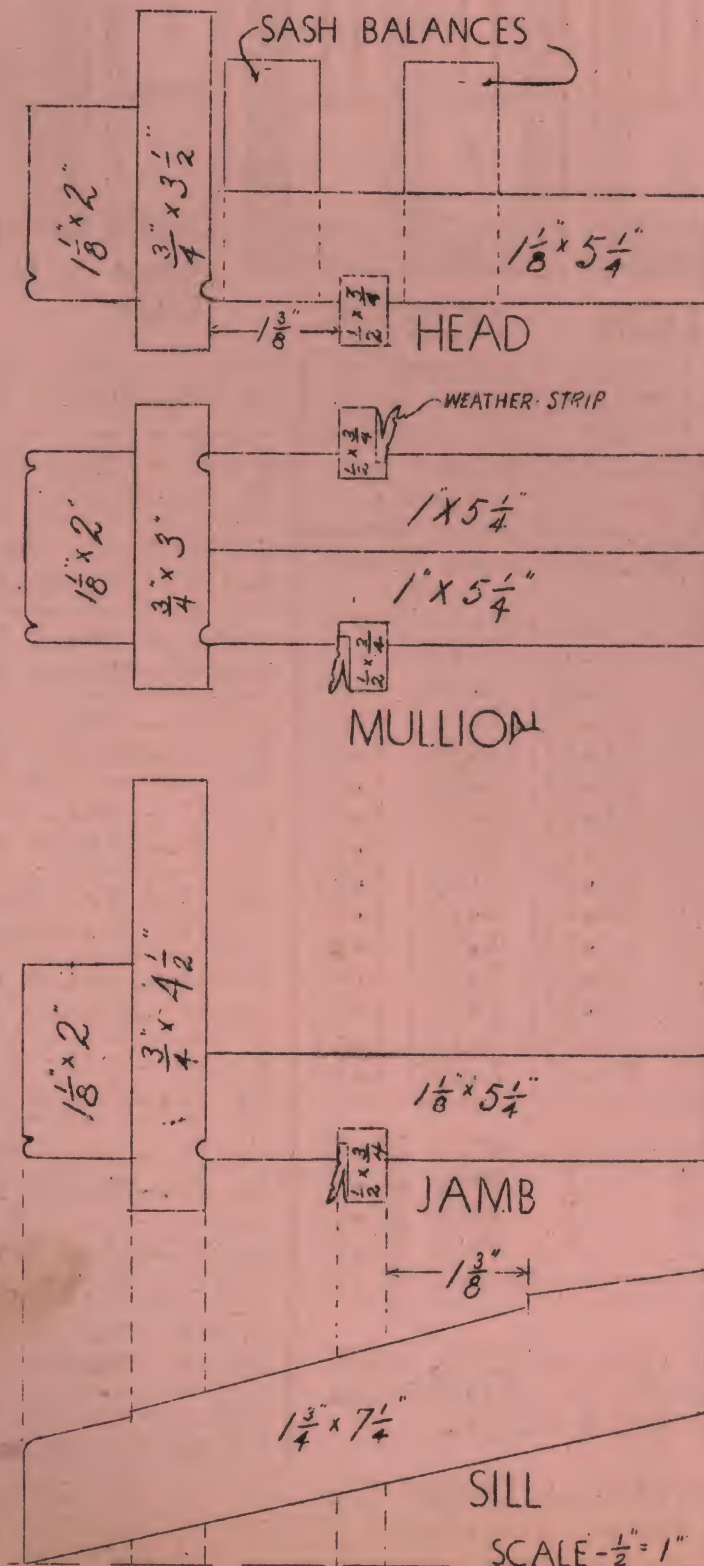 SASH BALANCES
1 1/8" x 2"
3/4" x 3 1/2"
1 1/8" x 5 1/4"
1 3/8"
1/2 x 3/4
HEAD
WEATHER-STRIP
1/2 x 3/4
1 1/8" x 2"
3/4" x 3"
1" x 5 1/4"
1" x 5 1/4"
1/2 x 2/4
MULLION
1 1/8" x 2"
3/4" x 4 1/2"
1 1/8" x 5 1/4"
1/2 x 3/4
JAMB
1 3/8"
1 3/4" x 7 1/4"
SILL
SCALE - 1/2" = 1"